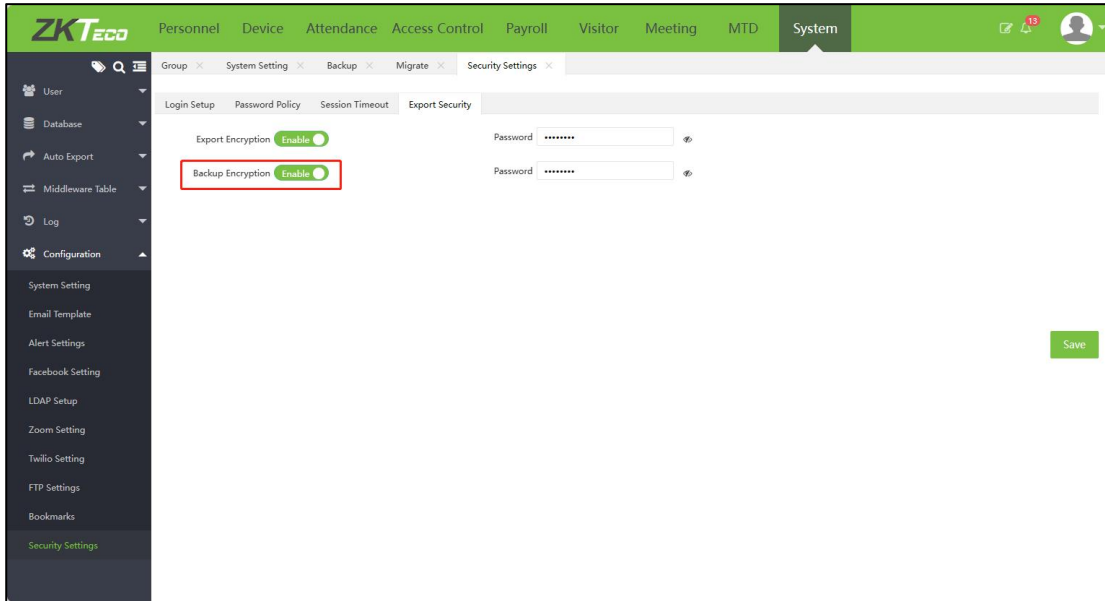 ZKTECO Personnel Device Attendance Access Control Payroll Visitor Meeting MTD System 13
Group System Setting Backup Migrate Security Settings
User
Database
Auto Export
Middleware Table
Log
Configuration
System Setting
Email Template
Alert Settings
Facebook Setting
LDAP Setup
Zoom Setting
Twilio Setting
FTP Settings
Bookmarks
Security Settings
Login Setup Password Policy Session Timeout Export Security
Export Encryption Enable Password ••••••••
Backup Encryption Enable Password ••••••••
Save